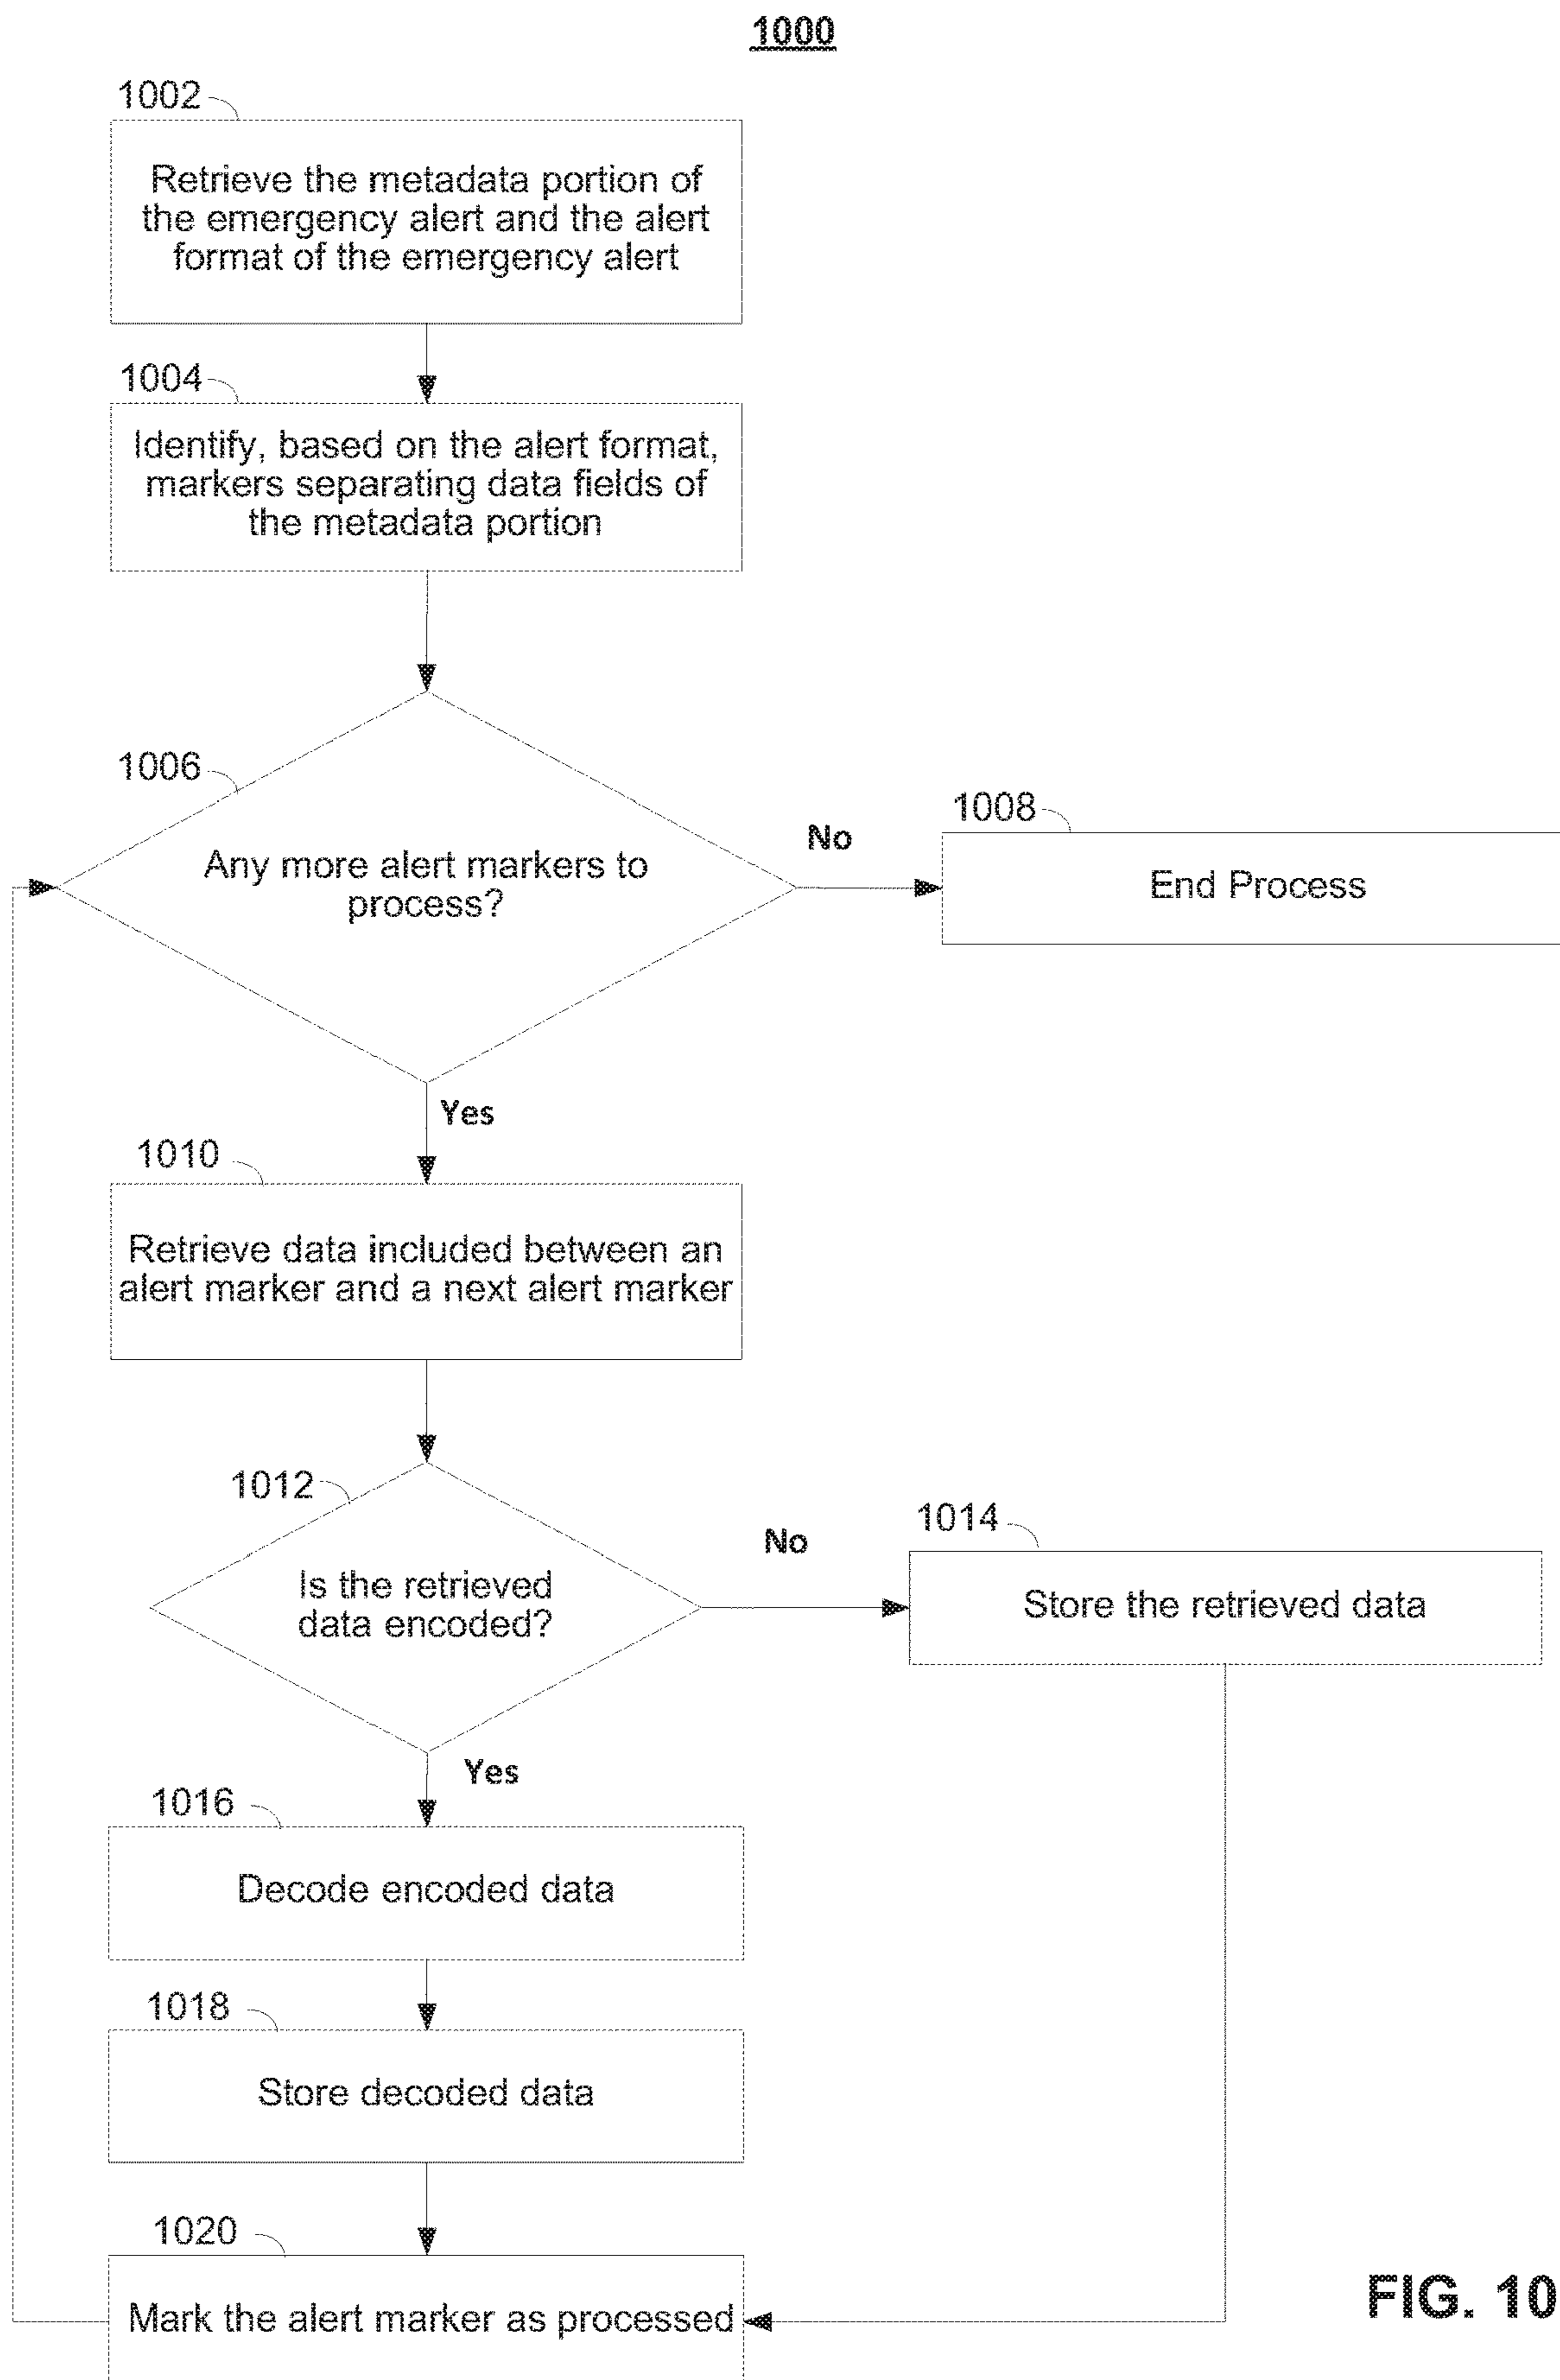 1000
1002
Retrieve the metadata portion of
the emergency alert and the alert
format of the emergency alert
1004
Identify, based on the alert format,
markers separating data fields of
the metadata portion
1006
Any more alert markers to
process?
No
1008
End Process
Yes
1010
Retrieve data included between an
alert marker and a next alert marker
1012
Is the retrieved
data encoded?
No
1014
Store the retrieved data
Yes
1016
Decode encoded data
1018
Store decoded data
1020
Mark the alert marker as processed
FIG. 10